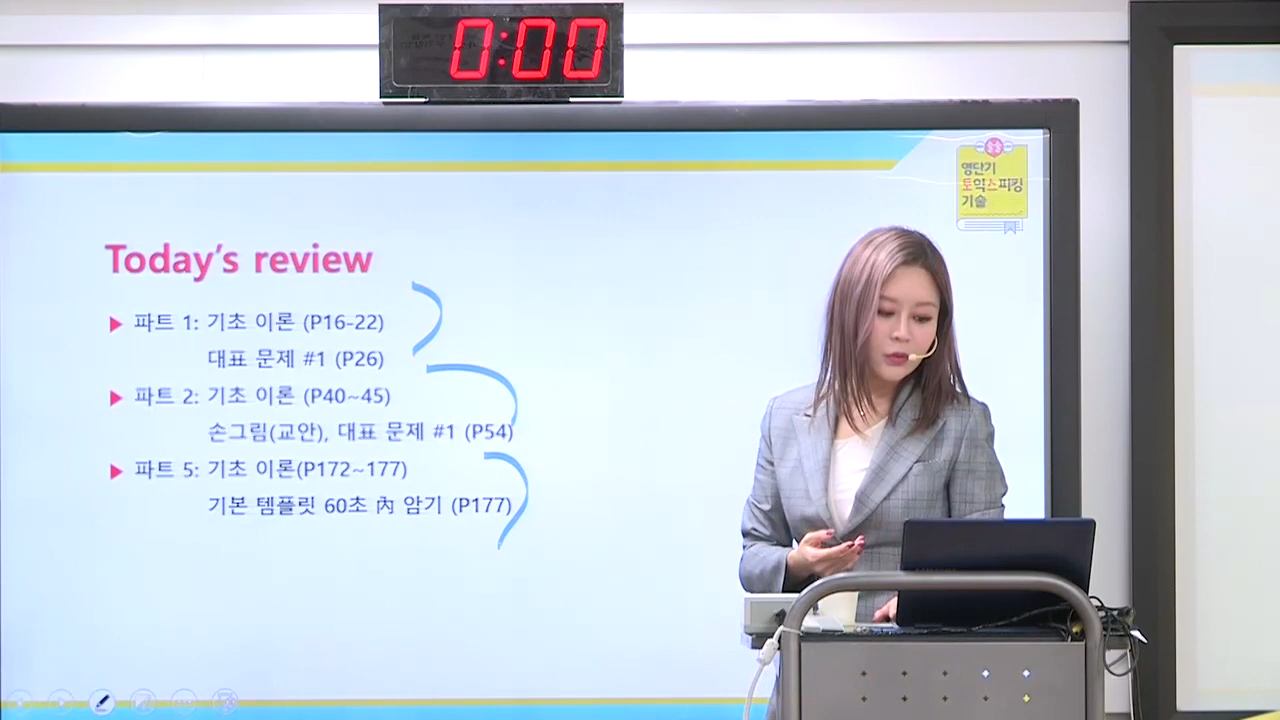 0:00
송송
영단기
토익스피킹
기술
Today's review
▶ 파트 1: 기초 이론 (P16-22)
대표 문제 #1 (P26)
▶ 파트 2: 기초 이론 (P40~45)
손그림(교안), 대표 문제 #1 (P54)
▶ 파트 5: 기초 이론(P172~177)
기본 템플릿 60초 內 암기 (P177)